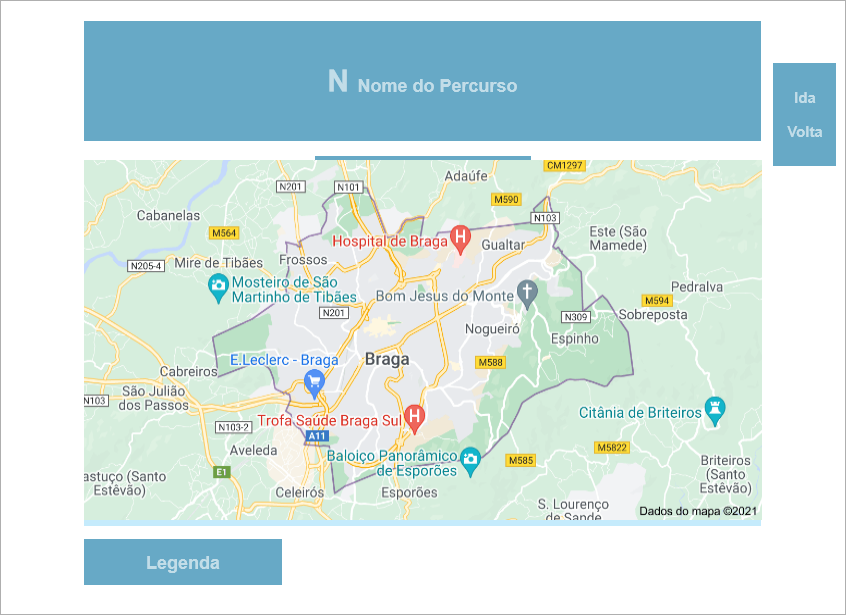 N Nome do Percurso
Ida
Volta
CM1297
Adaúfe
N201
N101
M590
Cabanelas
N103
M564
Hospital de Braga
Gualtar
Este (São
Mamede)
N205-4
Mire de Tibães
Frossos
Mosteiro de São
Martinho de Tibães
Bom Jesus do Monte
Pedralva
M594
N201
N309
Sobreposta
Nogueiró
Espinho
E.Leclerc - Braga
Braga
M588
Cabreiros
São Julião
dos Passos
N103
Citânia de Briteiros
Trofa Saúde Braga Sul
N103-2
A11
Aveleda
M5822
Baloiço Panorâmico
de Esporões
M585
Briteiros
(Santo
Estêvão)
E1
astuço (Santo
Estêvão)
Celeirós
Esporões
S. Lourenço
de Sande
Dados do mapa ©2021
Legenda